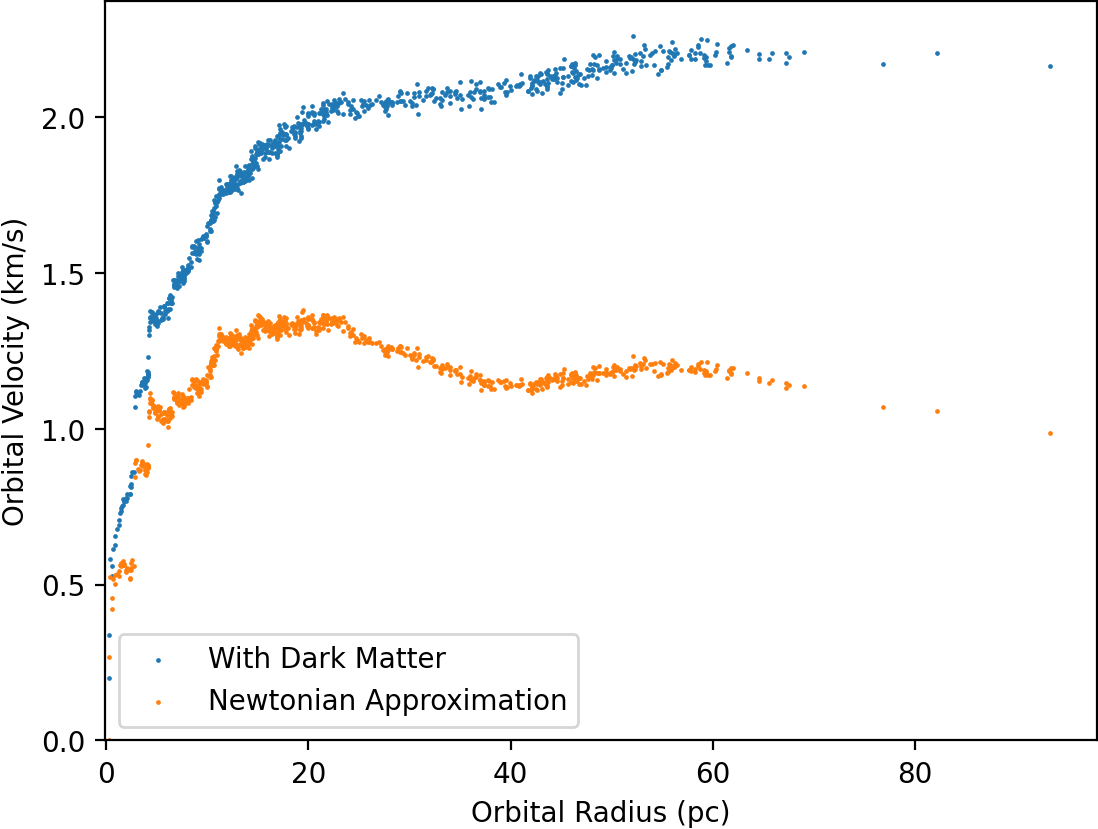 Orbital Velocity (km/s)
2.0
1.5
1.0
0.5
0.0
With Dark Matter
Newtonian Approximation
0 20 40 60 80
Orbital Radius (pc)